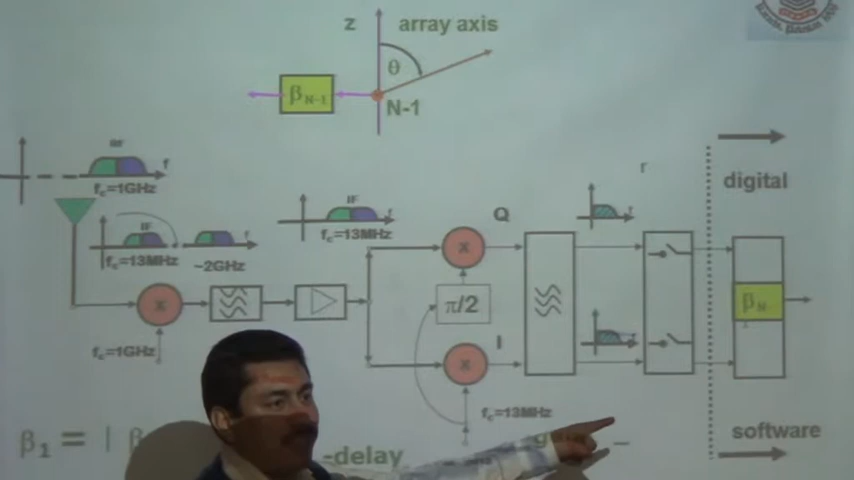 z array axis
θ
β N-1
N-1
RF
f
fc=1GHz
r
digital
IF
f
fc=13MHz
Q
IF
f
fc=13MHz
~2GHz
x
x
π/2
β N
fc=1GHz
I
x
fc=13MHz
β1 = | β
-delay
software